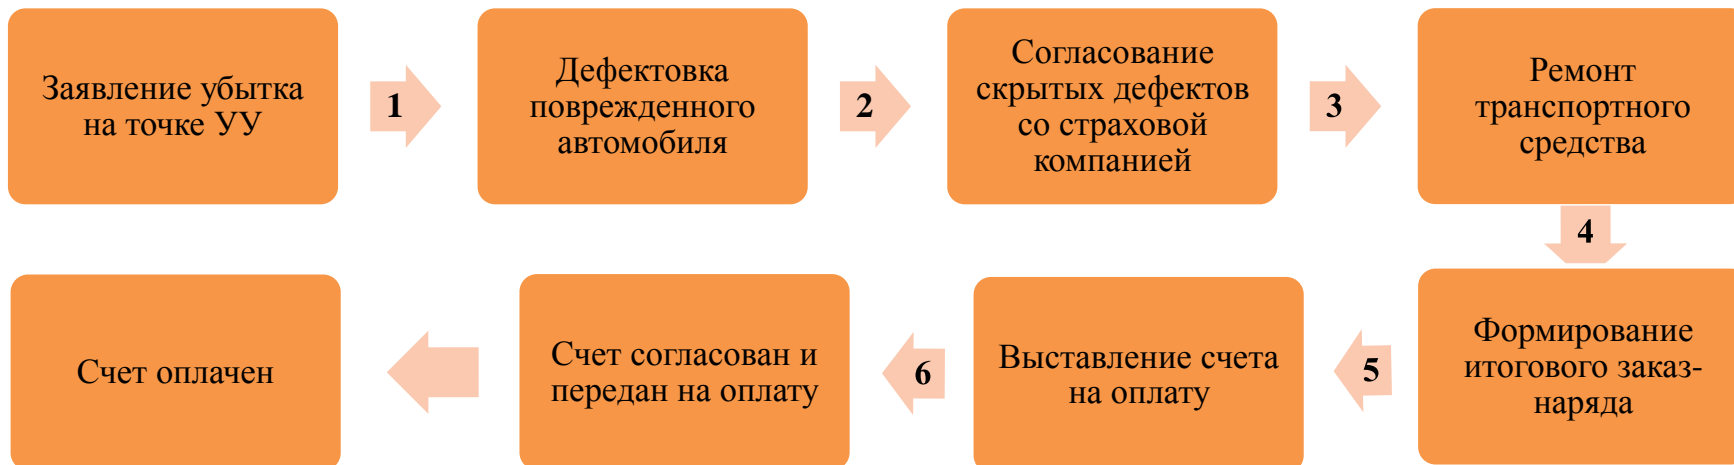 Заявление убытка
на точке УУ
1
Дефектовка
поврежденного
автомобиля
2
Согласование
скрытых дефектов
со страховой
компанией
3
Ремонт
транспортного
средства
4
Формирование
итогового заказ-
наряда
5
Выставление счета
на оплату
6
Счет согласован и
передан на оплату
Счет оплачен